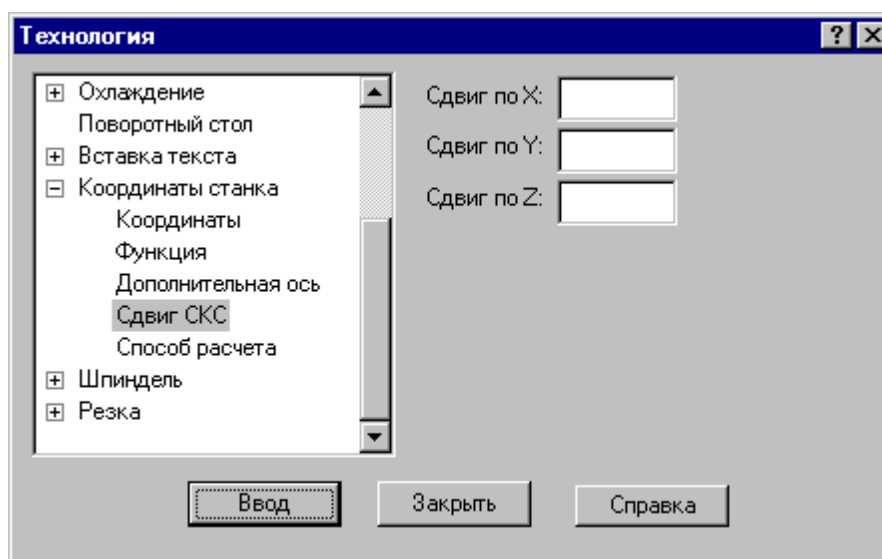 Технология
Охлаждение
Поворотный стол
Вставка текста
Координаты станка
Координаты
Функция
Дополнительная ось
Сдвиг СКС
Способ расчета
Шпиндель
Резка
Сдвиг по X:
Сдвиг по Y:
Сдвиг по Z:
Ввод
Закрыть
Справка